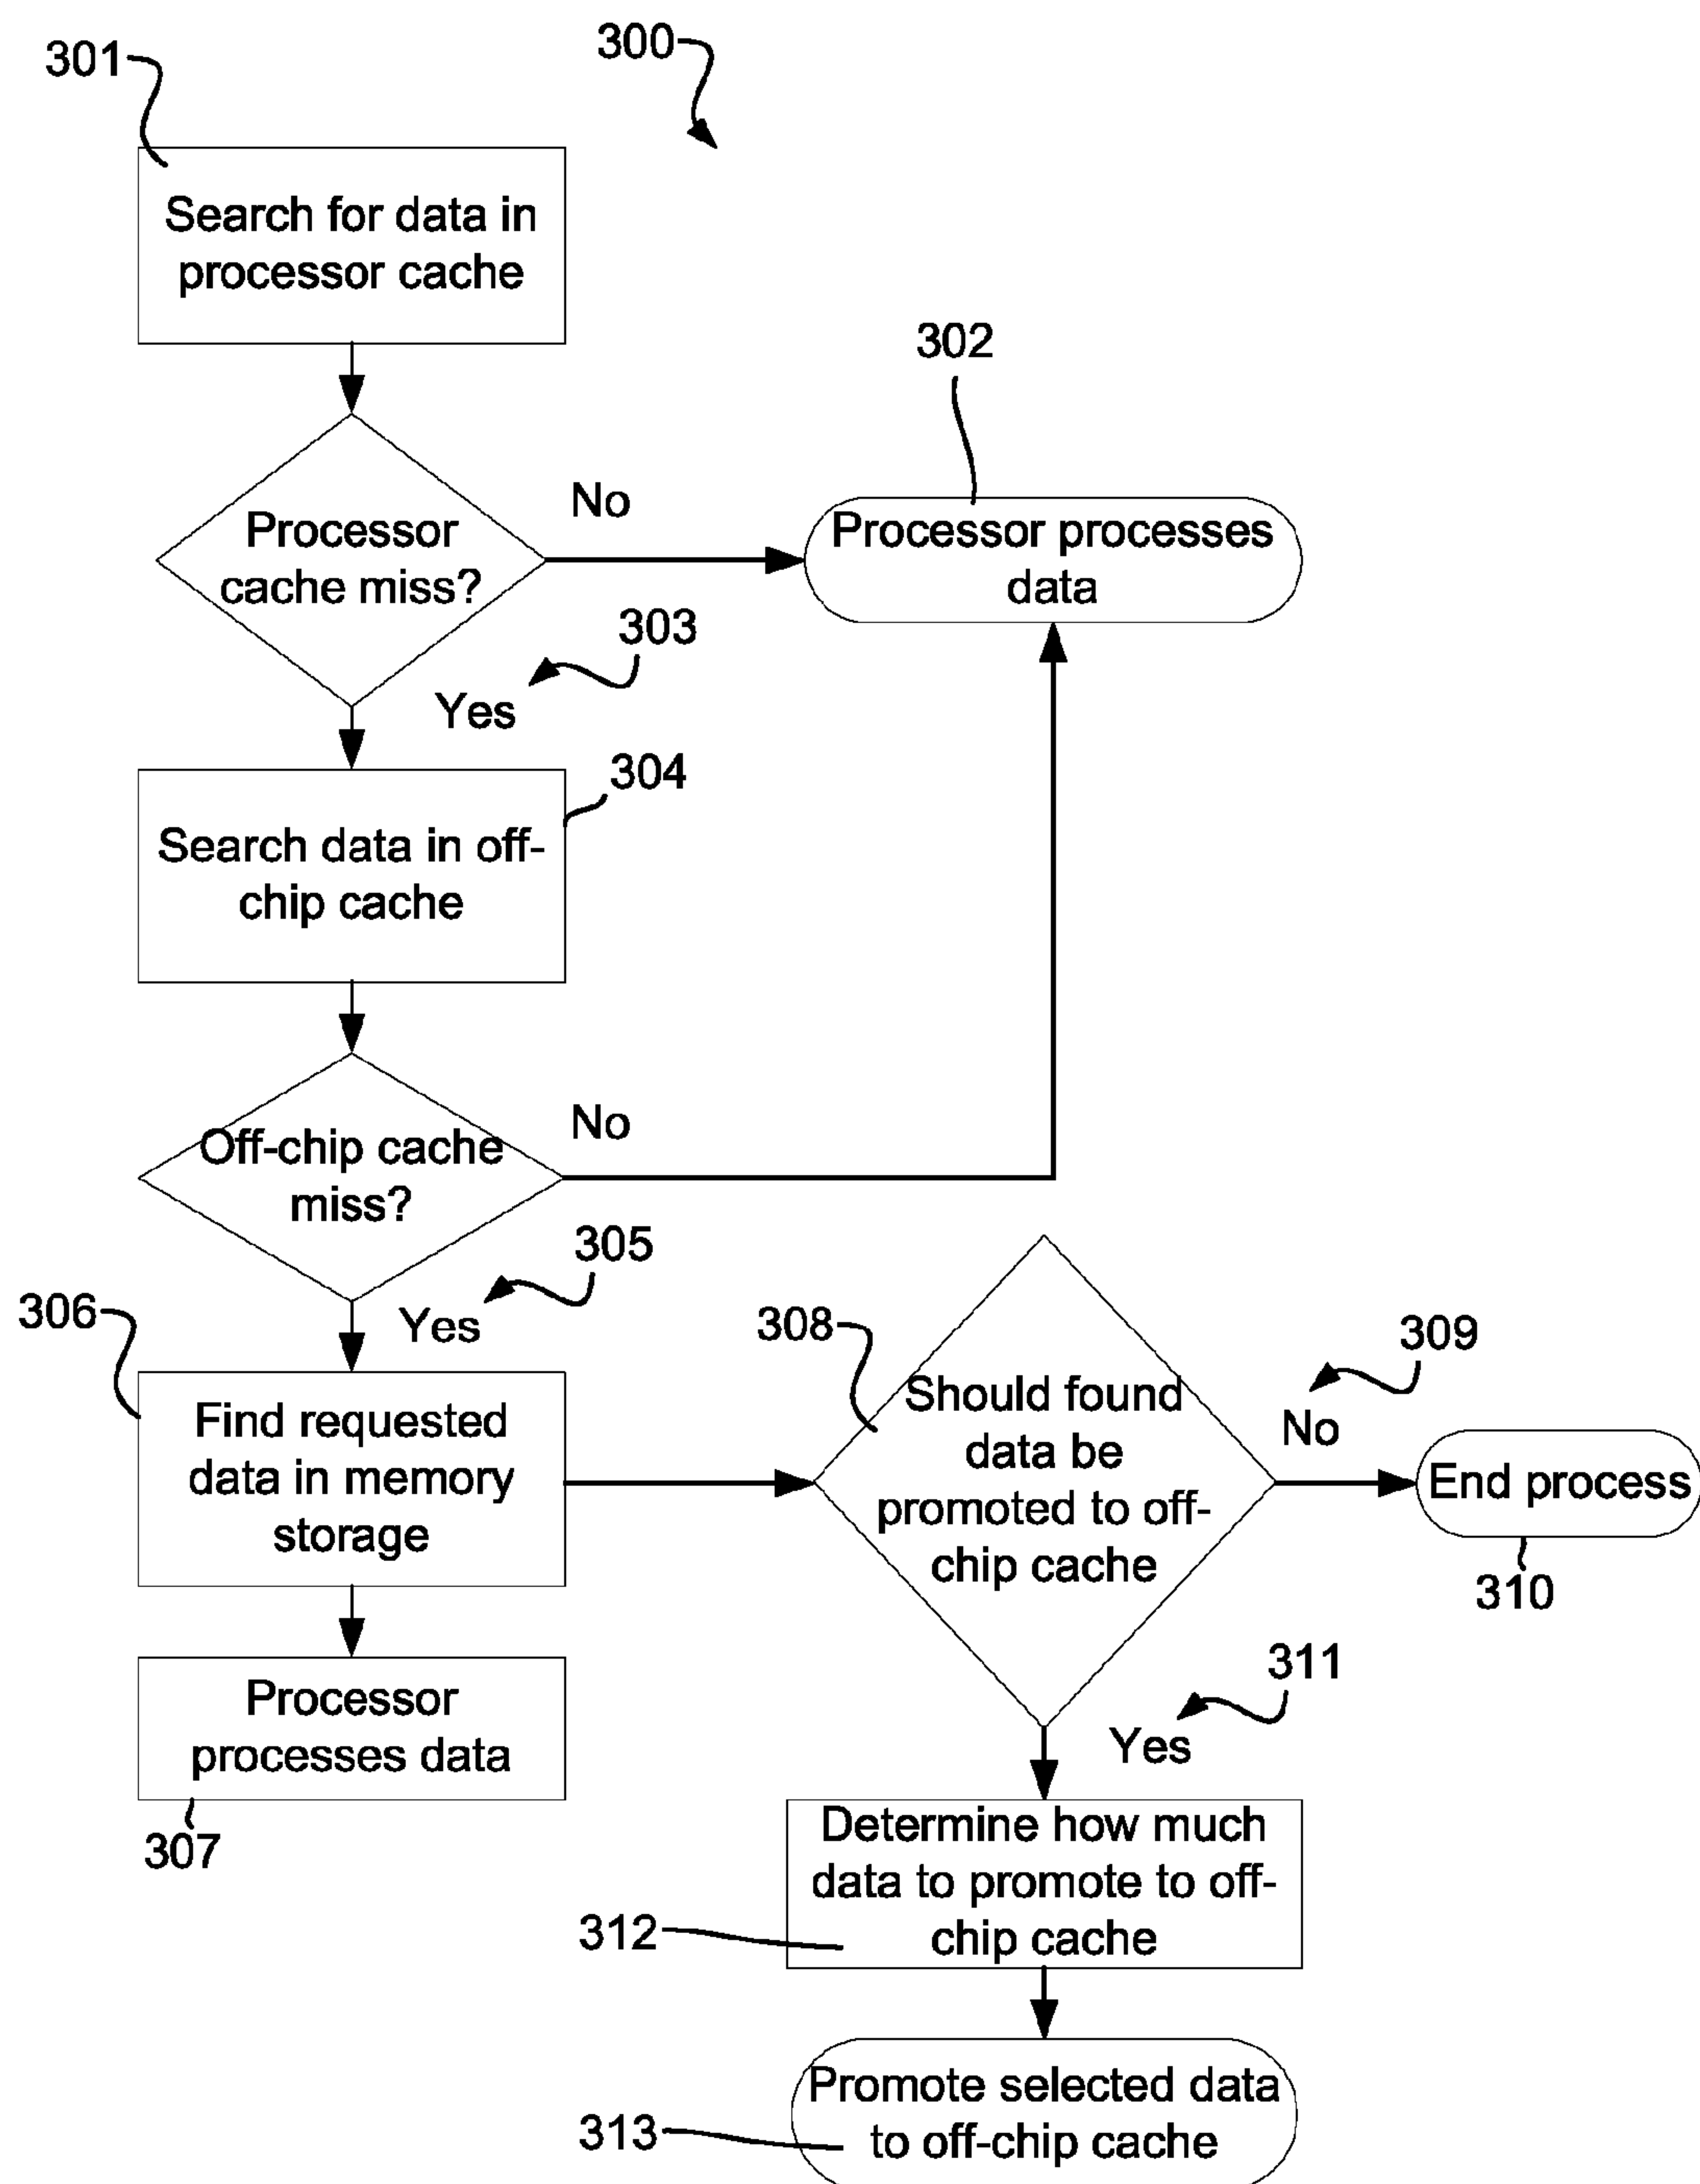 300
301
Search for data in
processor cache
302
Processor
cache miss?
No
Processor processes
data
303
Yes
304
Search data in off-
chip cache
Off-chip cache
miss?
No
305
Yes
306
Find requested
data in memory
storage
308
Should found
data be
promoted to off-
chip cache
309
No
End process
310
Processor
processes data
307
311
Yes
Determine how much
data to promote to off-
chip cache
312
Promote selected data
to off-chip cache
313